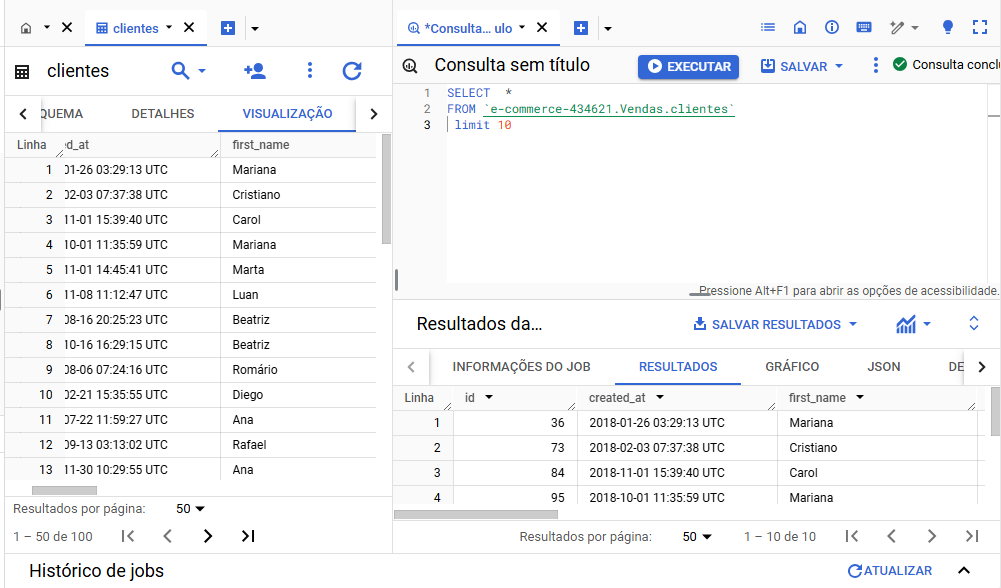 clientes
*Consulta… ulo
clientes
QUEMA DETALHES VISUALIZAÇÃO
Linha d_at first_name
1 01-26 03:29:13 UTC Mariana
2 02-03 07:37:38 UTC Cristiano
3 11-01 15:39:40 UTC Carol
4 10-01 11:35:59 UTC Mariana
5 11-01 14:45:41 UTC Marta
6 11-08 11:12:47 UTC Luan
7 08-16 20:25:23 UTC Beatriz
8 10-16 16:29:15 UTC Beatriz
9 08-06 07:24:16 UTC Romário
10 02-21 15:35:55 UTC Diego
11 07-22 11:59:27 UTC Ana
12 09-13 03:13:02 UTC Rafael
13 11-30 10:29:55 UTC Ana
Resultados por página: 50
1 – 50 de 100
Consulta sem título EXECUTAR SALVAR Consulta conclu
1 SELECT *
2 FROM `e-commerce-434621.Vendas.clientes`
3 limit 10
Pressione Alt+F1 para abrir as opções de acessibilidade.
Resultados da… SALVAR RESULTADOS
INFORMAÇÕES DO JOB RESULTADOS GRÁFICO JSON DE
Linha id created_at first_name
1 36 2018-01-26 03:29:13 UTC Mariana
2 73 2018-02-03 07:37:38 UTC Cristiano
3 84 2018-11-01 15:39:40 UTC Carol
4 95 2018-10-01 11:35:59 UTC Mariana
Resultados por página: 50 1 – 10 de 10
Histórico de jobs ATUALIZAR